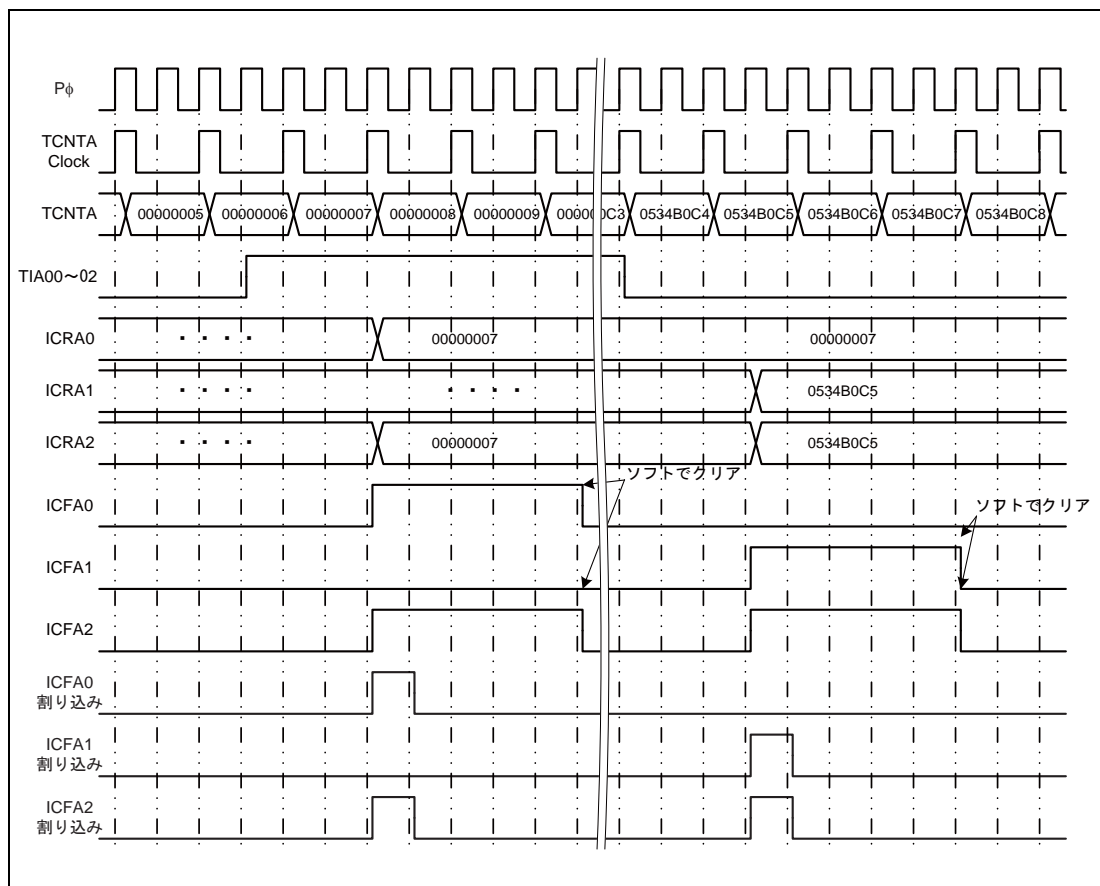 Pφ
TCNTA
Clock
TCNTA 00000005 00000006 00000007 00000008 00000009 000000C3 0534B0C4 0534B0C5 0534B0C6 0534B0C7 0534B0C8
TIA00～02
ICRA0 ・・・・ 00000007 00000007
ICRA1 ・・・・ ・・・・ 0534B0C5
ICRA2 ・・・・ 00000007 0534B0C5
ソフトでクリア
ICFA0
ソフトでクリア
ICFA1
ICFA2
ICFA0
割り込み
ICFA1
割り込み
ICFA2
割り込み